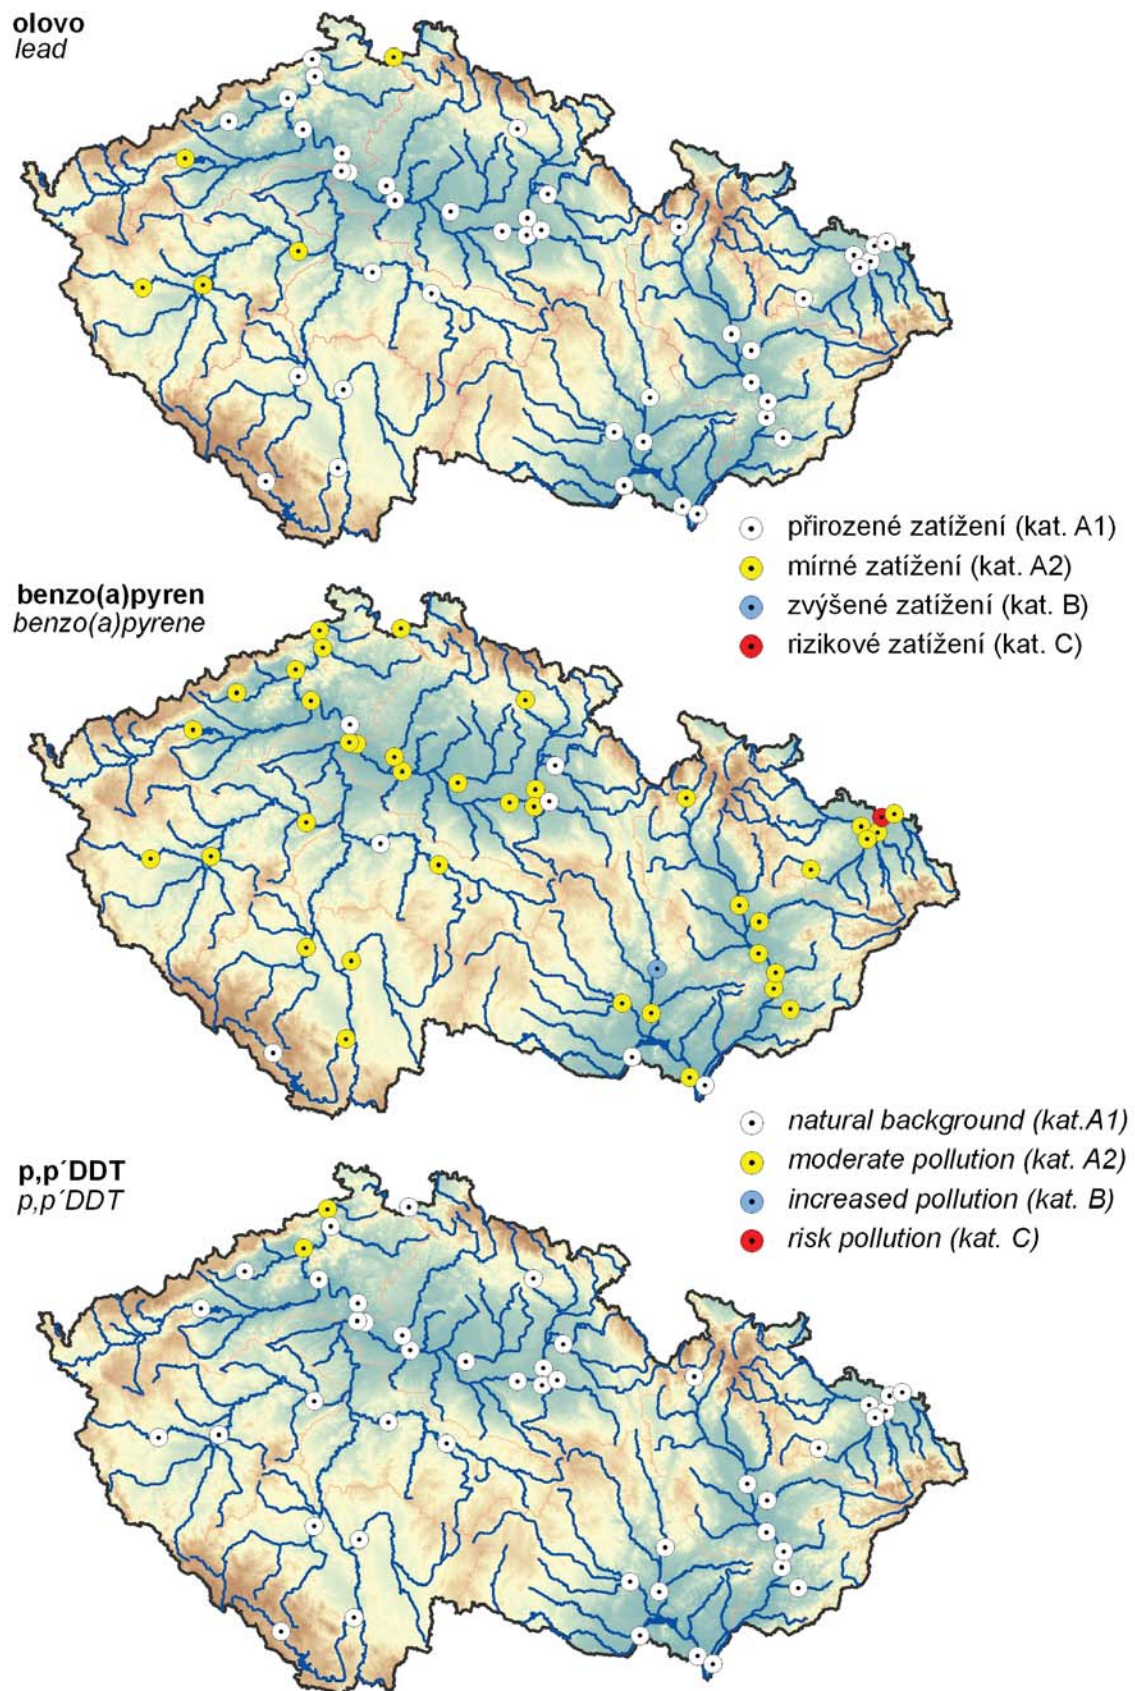 olovo
lead
přirozené zatížení (kat. A1)
mírné zatížení (kat. A2)
zvýšené zatížení (kat. B)
rizikové zatížení (kat. C)
benzo(a)pyren
benzo(a)pyrene
natural background (kat.A1)
moderate pollution (kat. A2)
increased pollution (kat. B)
risk pollution (kat. C)
p,p´DDT
p,p´DDT